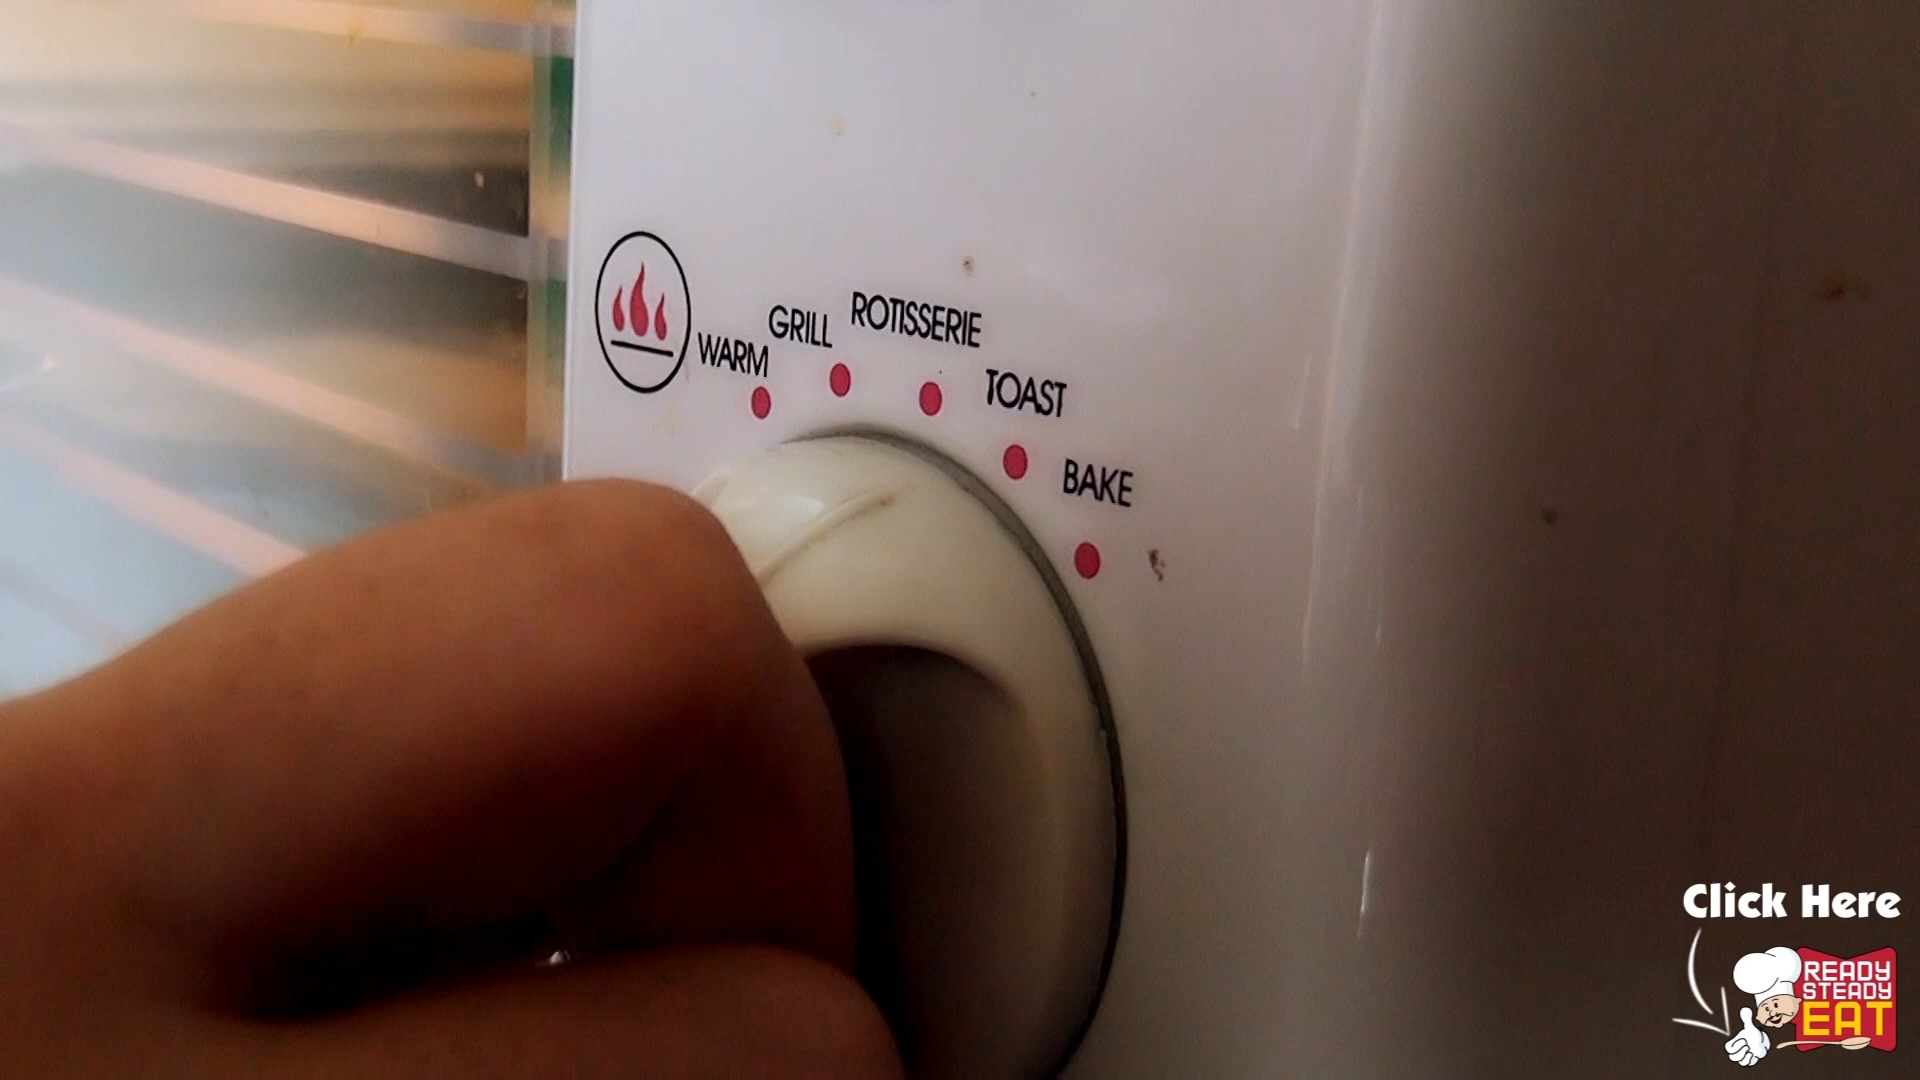 WARM
GRILL
ROTISSERIE
TOAST
BAKE
Click Here
READY
STEADY
EAT